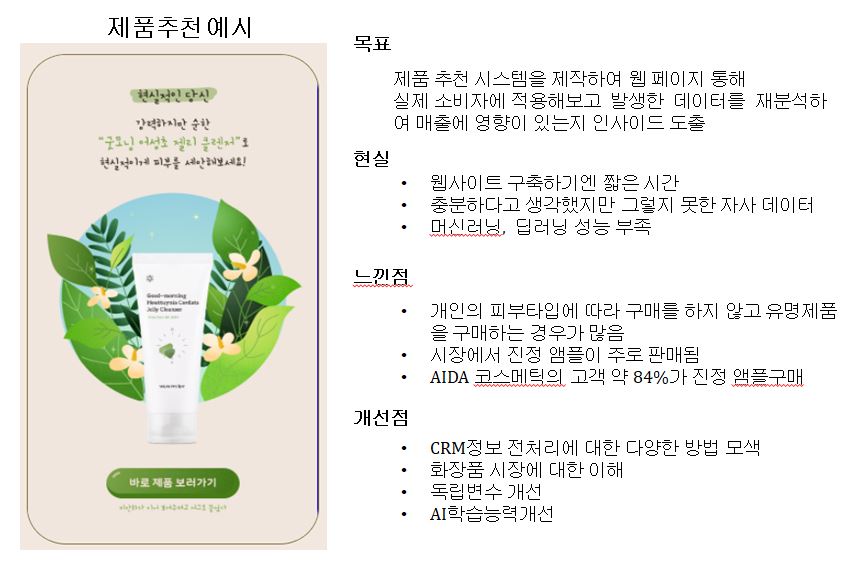 제품추천 예시
현실적인 당신
강력하지만 순한
"굿모닝 어성초 젤리 클렌저"로
현실적이게 피부를 세안해보세요!
Good-morning
Houttuynia Cordata
Jelly Cleanser
바로 제품 보러가기
목표
제품 추천 시스템을 제작하여 웹 페이지 통해
실제 소비자에 적용해보고 발생한 데이터를 재분석하
여 매출에 영향이 있는지 인사이드 도출
현실
• 웹사이트 구축하기엔 짧은 시간
• 충분하다고 생각했지만 그렇지 못한 자사 데이터
• 머신러닝, 딥러닝 성능 부족
느낀점
• 개인의 피부타입에 따라 구매를 하지 않고 유명제품
을 구매하는 경우가 많음
• 시장에서 진정 앰플이 주로 판매됨
• AIDA 코스메틱의 고객 약 84%가 진정 앰플구매
개선점
• CRM정보 전처리에 대한 다양한 방법 모색
• 화장품 시장에 대한 이해
• 독립변수 개선
• AI학습능력개선